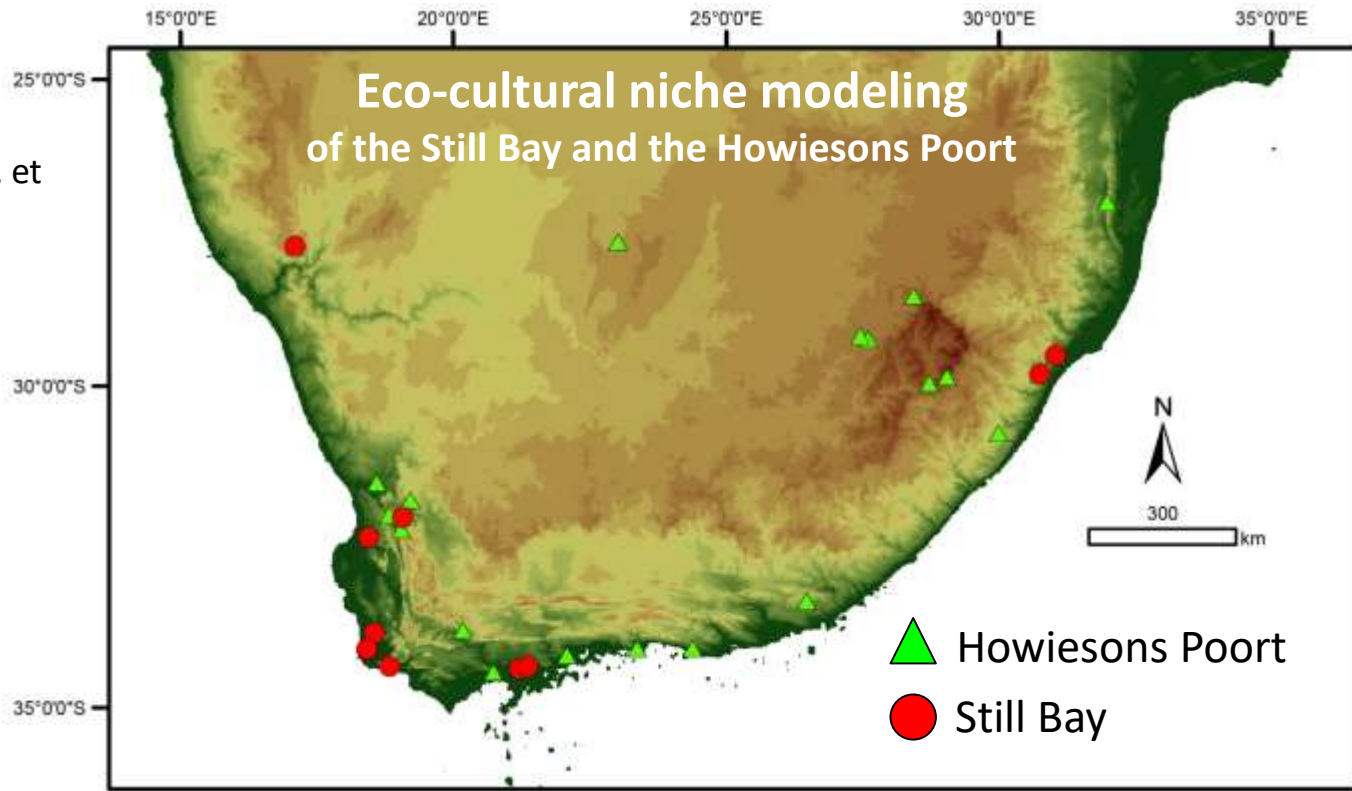 15°0'0"E 20°0'0"E 25°0'0"E 30°0'0"E 35°0'0"E
25°0'0"S
Eco-cultural niche modeling
of the Still Bay and the Howiesons Poort
et
30°0'0"S
N
300
km
Howiesons Poort
Still Bay
35°0'0"S